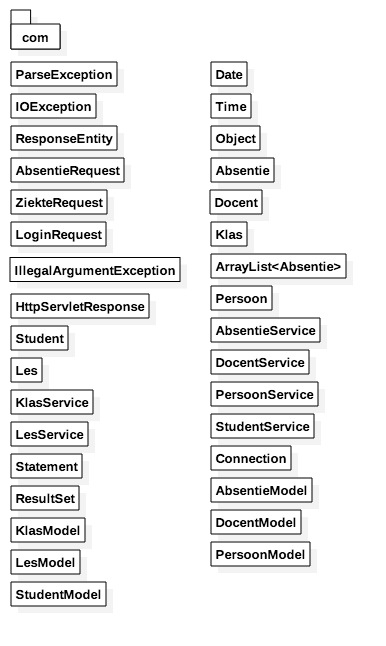 com
ParseException
IOException
ResponseEntity
AbsentieRequest
ZiekteRequest
LoginRequest
IllegalArgumentException
HttpServletResponse
Student
Les
KlasService
LesService
Statement
ResultSet
KlasModel
LesModel
StudentModel
Date
Time
Object
Absentie
Docent
Klas
ArrayList<Absentie>
Persoon
AbsentieService
DocentService
PersoonService
StudentService
Connection
AbsentieModel
DocentModel
PersoonModel